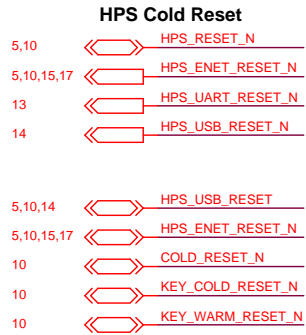 HPS Cold Reset
5,10 HPS_RESET_N
5,10,15,17 HPS_ENET_RESET_N
13 HPS_UART_RESET_N
14 HPS_USB_RESET_N
5,10,14 HPS_USB_RESET
5,10,15,17 HPS_ENET_RESET_N
10 COLD_RESET_N
10 KEY_COLD_RESET_N
10 KEY_WARM_RESET_N